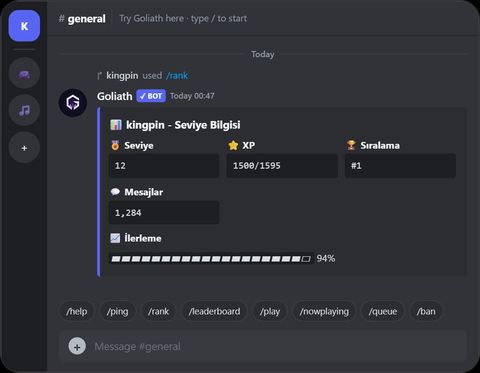 K
# general Try Goliath here · type / to start
Today
kingpin used /rank
Goliath ✓ BOT Today 00:47
kingpin - Seviye Bilgisi
Seviye XP Sıralama
12 1500/1595 #1
Mesajlar
1,284
İlerleme
94%
/help /ping /rank /leaderboard /play /nowplaying /queue /ban
+ Message #general